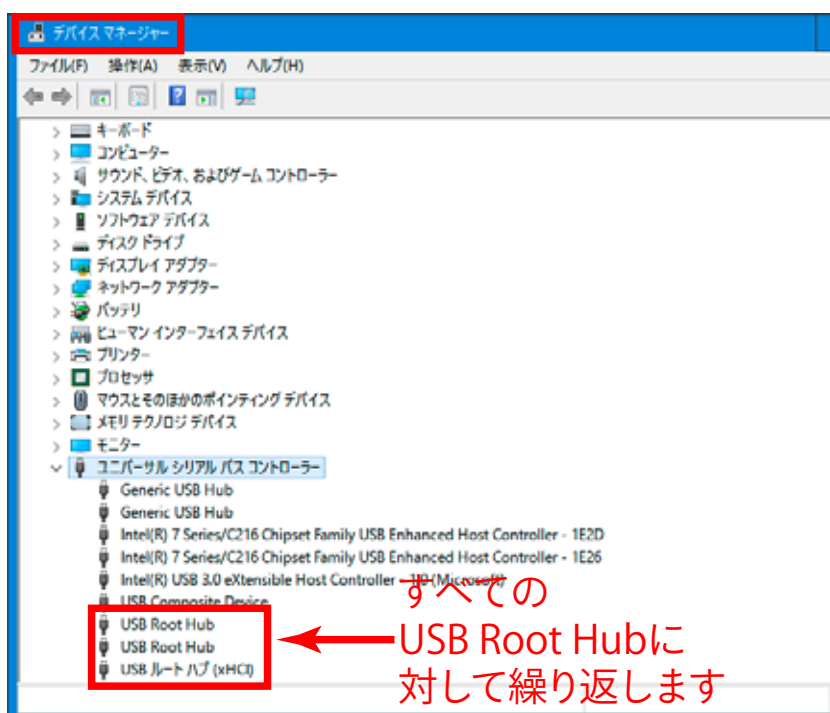 デバイス マネージャー
ファイル(F) 操作(A) 表示(V) ヘルプ(H)
キーボード
コンピューター
サウンド、ビデオ、およびゲーム コントローラー
システム デバイス
ソフトウェア デバイス
ディスク ドライブ
ディスプレイ アダプター
ネットワーク アダプター
バッテリ
ヒューマン インターフェイス デバイス
プリンター
プロセッサ
マウスとそのほかのポインティング デバイス
メモリ テクノロジ デバイス
モニター
ユニバーサル シリアル バス コントローラー
Generic USB Hub
Generic USB Hub
Intel(R) 7 Series/C216 Chipset Family USB Enhanced Host Controller - 1E2D
Intel(R) 7 Series/C216 Chipset Family USB Enhanced Host Controller - 1E26
Intel(R) USB 3.0 eXtensible Host Controller - 1.0 (Microsoft)
USB Composite Device
USB Root Hub
USB Root Hub
USB ルート ハブ (xHCI)
すべての
USB Root Hubに
対して繰り返します